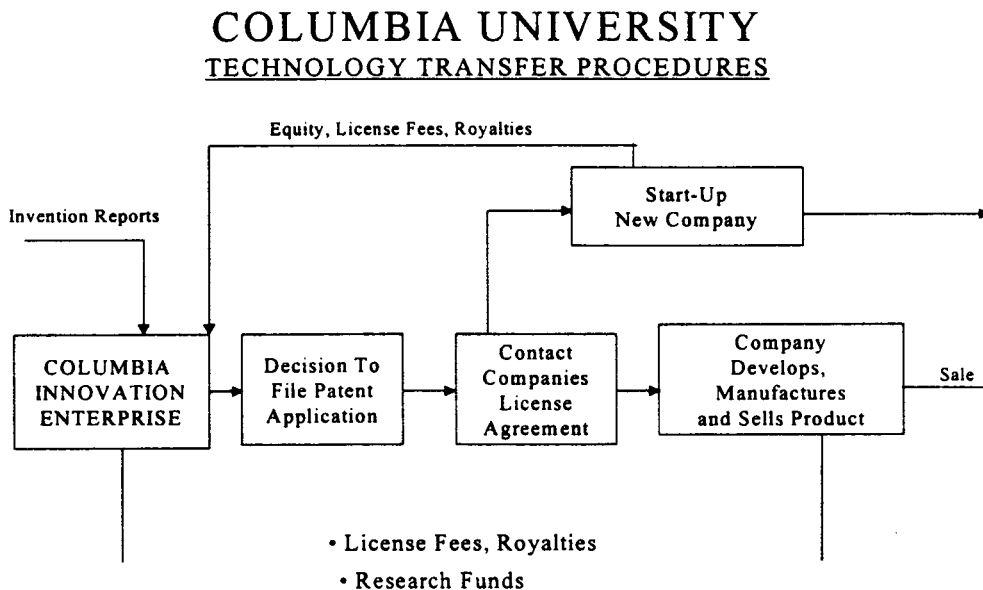 COLUMBIA UNIVERSITY
TECHNOLOGY TRANSFER PROCEDURES
Equity, License Fees, Royalties
Invention Reports
Start-Up
New Company
COLUMBIA
INNOVATION
ENTERPRISE
Decision To
File Patent
Application
Contact
Companies
License
Agreement
Company
Develops,
Manufactures
and Sells Product
Sale
• License Fees, Royalties
• Research Funds